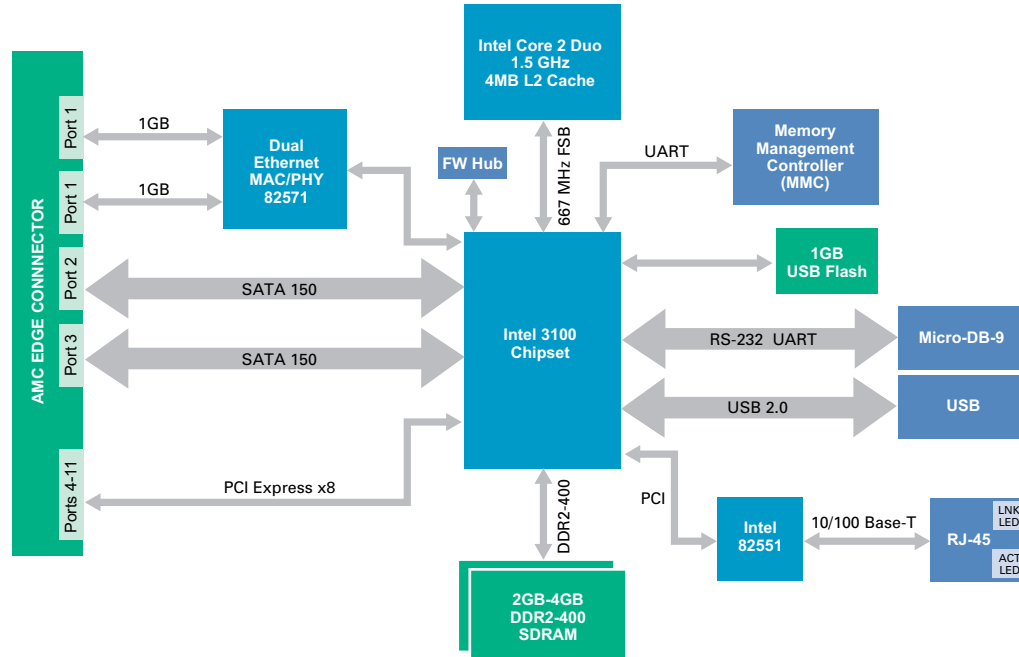 Intel Core 2 Duo
1.5 GHz
4MB L2 Cache
AMC EDGE CONNNECTOR
Port 1
1GB
Port 1
1GB
Port 2
SATA 150
Port 3
SATA 150
Ports 4-11
PCI Express x8
Dual
Ethernet
MAC/PHY
82571
FW Hub
667 MHz FSB
UART
Memory
Management
Controller
(MMC)
1GB
USB Flash
Intel 3100
Chipset
RS-232 UART
Micro-DB-9
USB 2.0
USB
DDR2-400
PCI
Intel
82551
10/100 Base-T
RJ-45
LNK
LED
ACT
LED
2GB-4GB
DDR2-400
SDRAM